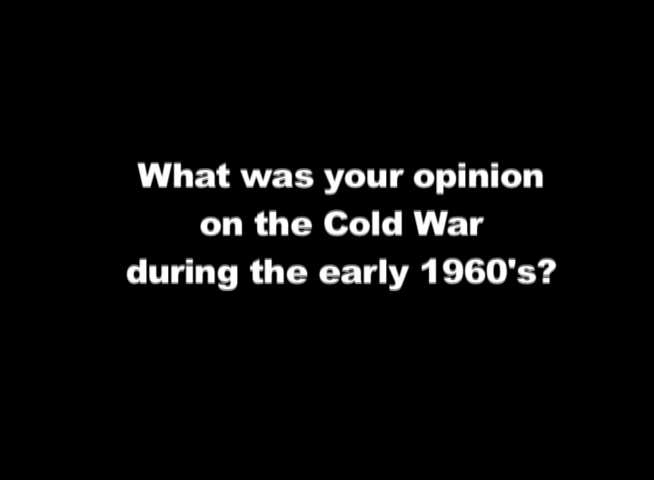 What was your opinion
on the Cold War
during the early 1960's?